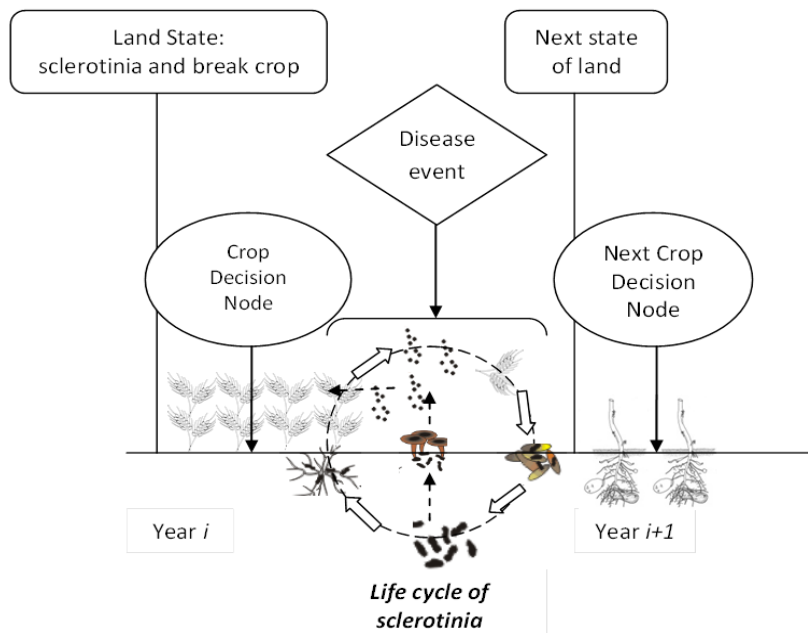 Land State:
sclerotinia and break crop
Next state
of land
Disease
event
Crop
Decision
Node
Next Crop
Decision
Node
Year i
Year i+1
Life cycle of
sclerotinia